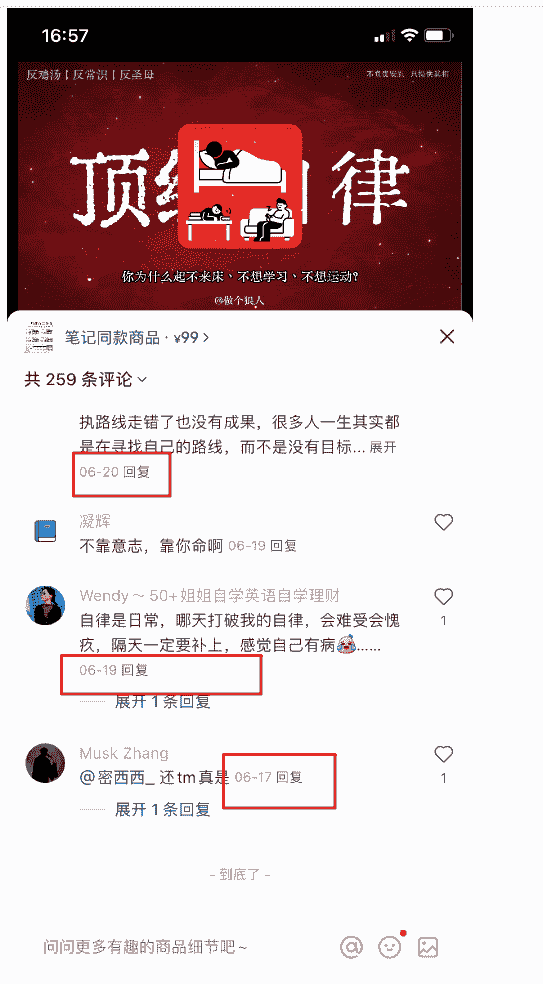 16:57
反鸡汤丨反常识丨反圣母
顶 律
你为什么起不来床、不想学习、不想运动?
@做个狠人
笔记同款商品 · ¥99 >
共 259 条评论
执路线走错了也没有成果，很多人一生其实都
是在寻找自己的路线，而不是没有目标... 展开
06-20 回复
凝辉
不靠意志，靠你命啊 06-19 回复
Wendy ~ 50+姐姐自学英语自学理财
自律是日常，哪天打破我的自律，会难受会愧
疚，隔天一定要补上，感觉自己有病......
1
06-19 回复
展开 1 条回复
Musk Zhang
@密西西_ 还tm真是 06-17 回复
1
展开 1 条回复
- 到底了 -
问问更多有趣的商品细节吧~